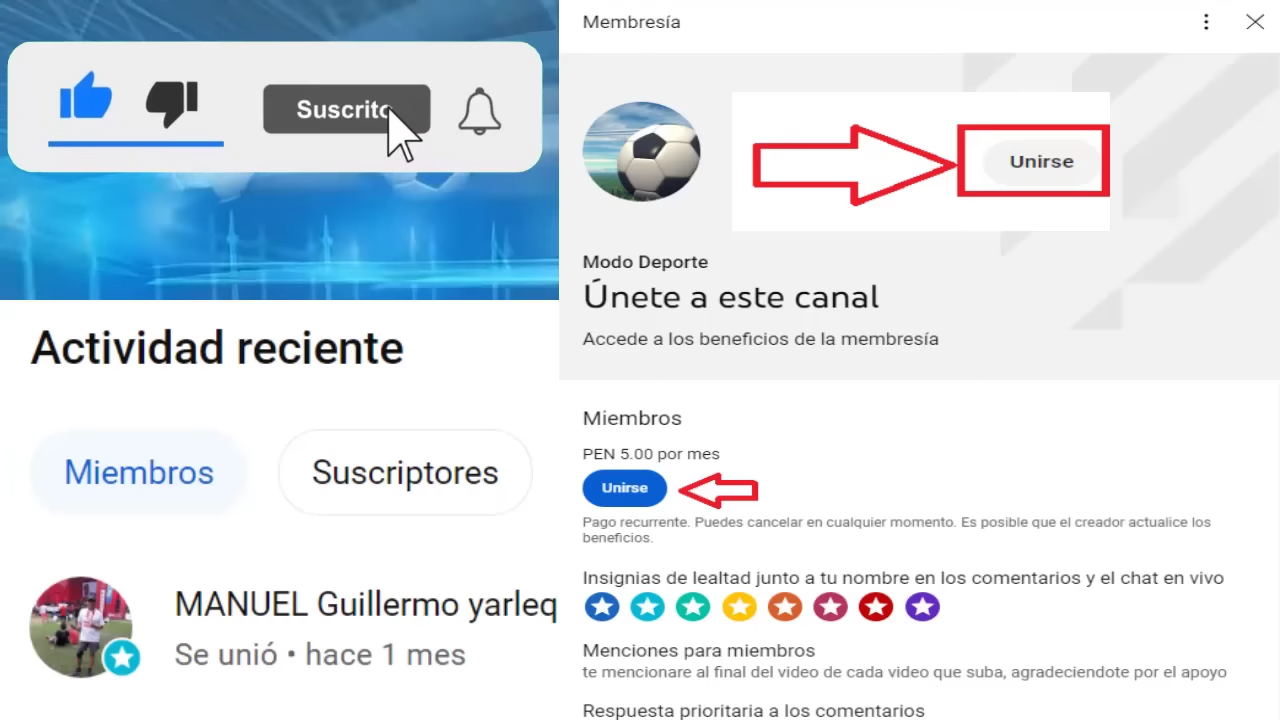 Suscrito
Actividad reciente
Miembros
Suscriptores
MANUEL Guillermo yarleq
Se unió • hace 1 mes
Membresía
Unirse
Modo Deporte
Únete a este canal
Accede a los beneficios de la membresía
Miembros
PEN 5.00 por mes
Unirse
Pago recurrente. Puedes cancelar en cualquier momento. Es posible que el creador actualice los
beneficios.
Insignias de lealtad junto a tu nombre en los comentarios y el chat en vivo
Menciones para miembros
te mencionare al final del video de cada video que suba, agradeciendote por el apoyo
Respuesta prioritaria a los comentarios